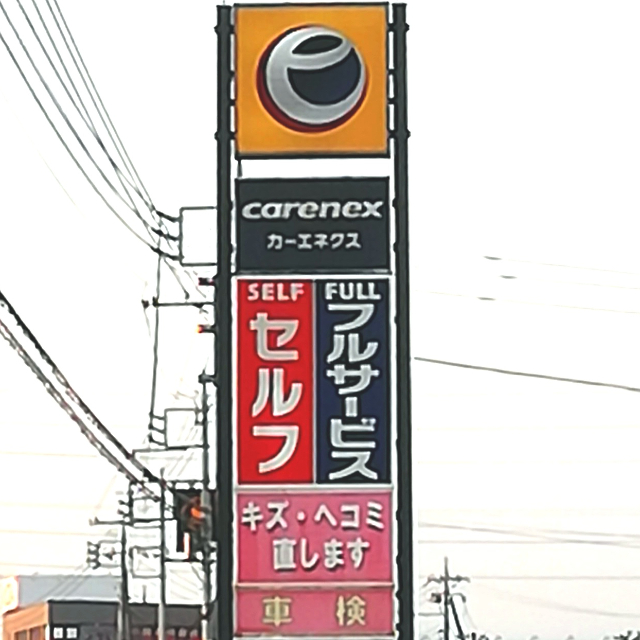 carenex
カーエネクス
SELF
セルフ
FULL
フルサービス
キズ・ヘコミ
直します
車検